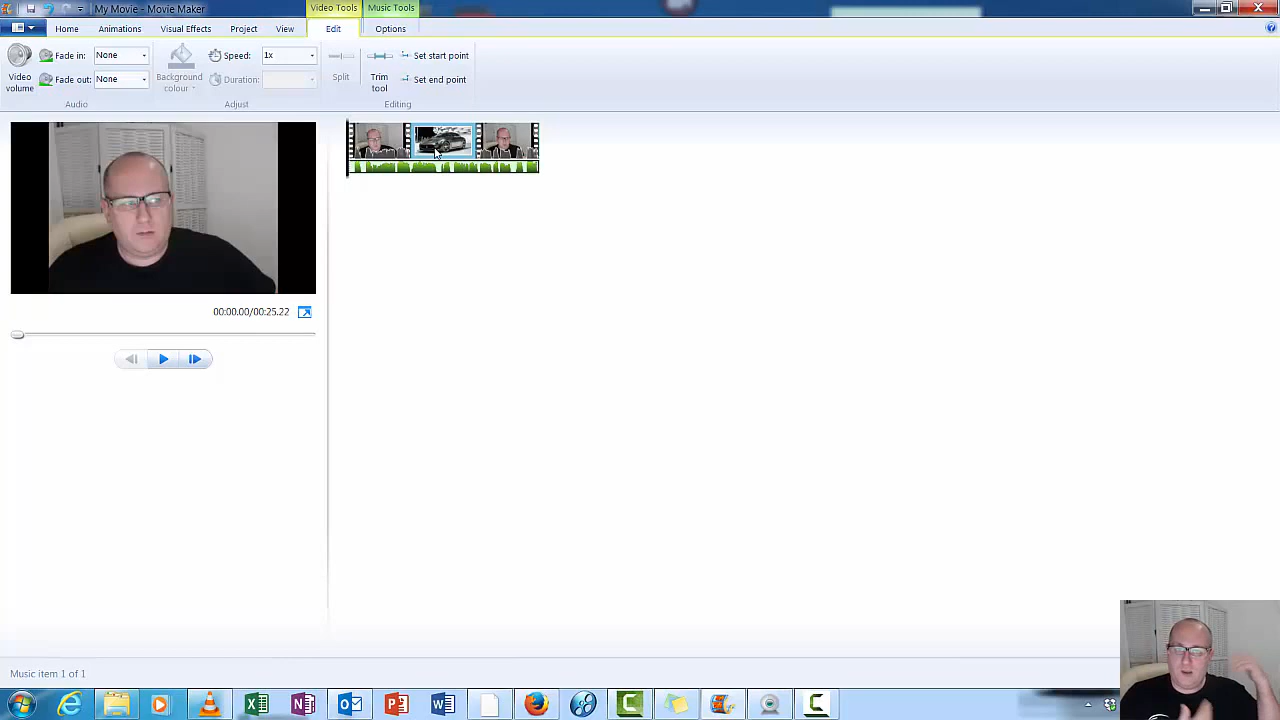 My Movie - Movie Maker
Video Tools
Music Tools
Home
Animations
Visual Effects
Project
View
Edit
Options
Video volume
Fade in:
None
Fade out:
None
Audio
Background colour
Speed:
1x
Duration:
Adjust
Split
Trim tool
Set start point
Set end point
Editing
00:00.00/00:25.22
Music item 1 of 1